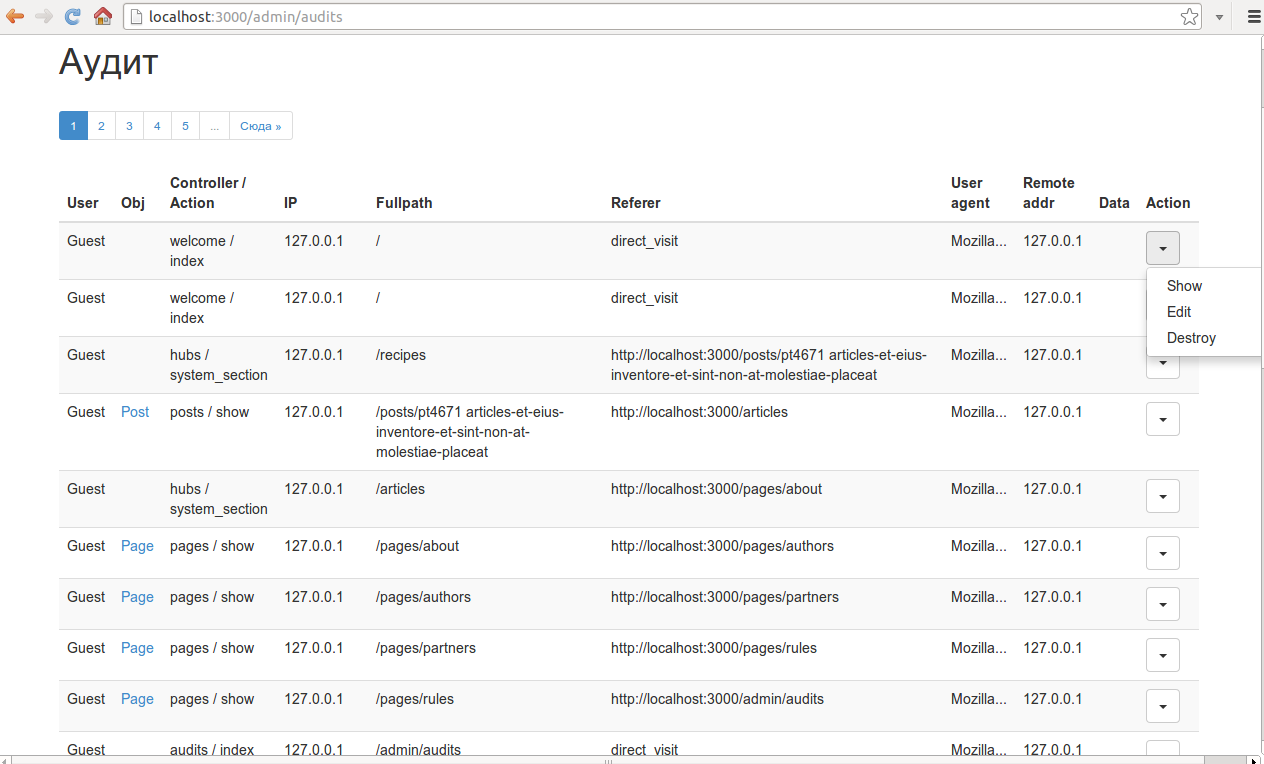 localhost:3000/admin/audits
Аудит
1 2 3 4 5 ... Сюда »
User Obj Controller / Action IP Fullpath Referer User agent Remote addr Data Action
Guest welcome / index 127.0.0.1 / direct_visit Mozilla... 127.0.0.1
Show
Edit
Destroy
Guest welcome / index 127.0.0.1 / direct_visit Mozilla... 127.0.0.1
Guest hubs / system_section 127.0.0.1 /recipes http://localhost:3000/posts/pt4671 articles-et-eius-inventore-et-sint-non-at-molestiae-placeat Mozilla... 127.0.0.1
Guest Post posts / show 127.0.0.1 /posts/pt4671 articles-et-eius-inventore-et-sint-non-at-molestiae-placeat http://localhost:3000/articles Mozilla... 127.0.0.1
Guest hubs / system_section 127.0.0.1 /articles http://localhost:3000/pages/about Mozilla... 127.0.0.1
Guest Page pages / show 127.0.0.1 /pages/about http://localhost:3000/pages/authors Mozilla... 127.0.0.1
Guest Page pages / show 127.0.0.1 /pages/authors http://localhost:3000/pages/partners Mozilla... 127.0.0.1
Guest Page pages / show 127.0.0.1 /pages/partners http://localhost:3000/pages/rules Mozilla... 127.0.0.1
Guest Page pages / show 127.0.0.1 /pages/rules http://localhost:3000/admin/audits Mozilla... 127.0.0.1
Guest audits / index 127.0.0.1 /admin/audits direct_visit Mozilla... 127.0.0.1